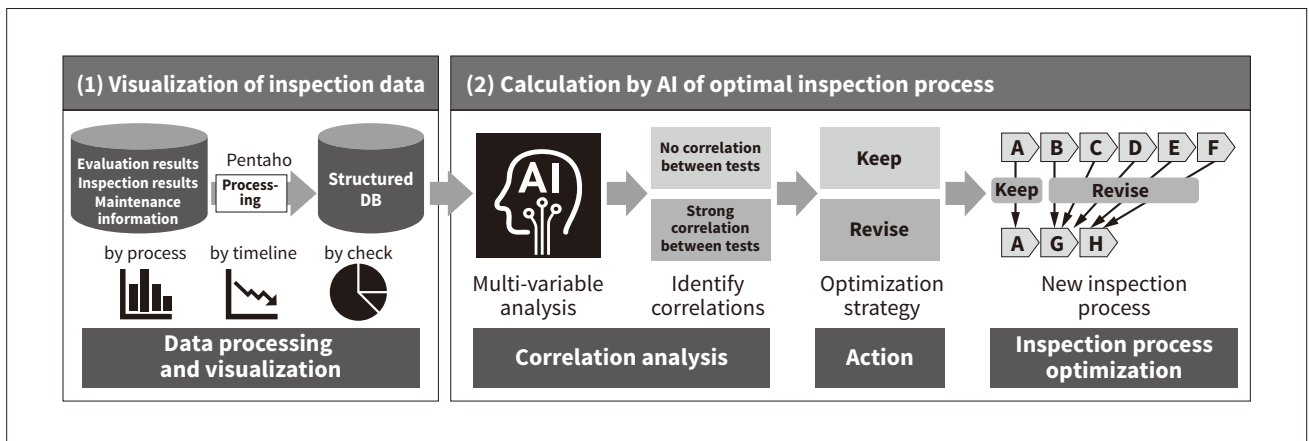 (1) Visualization of inspection data
Evaluation results
Inspection results
Maintenance
information
Pentaho
Process-
ing
Structured
DB
by process
by timeline
by check
Data processing
and visualization
(2) Calculation by AI of optimal inspection process
AI
Multi-variable
analysis
No correlation
between tests
Strong
correlation
between tests
Identify
correlations
Correlation analysis
Keep
Revise
Optimization
strategy
Action
A B C D E F
Keep Revise
A G H
New inspection
process
Inspection process
optimization